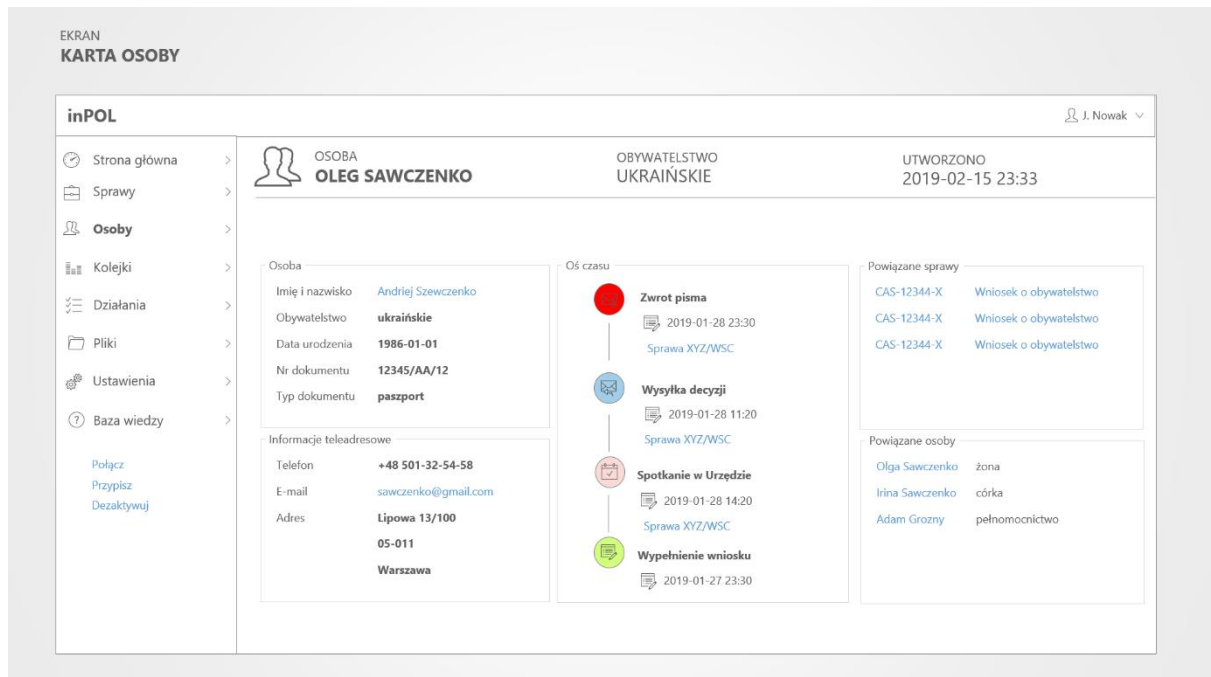 EKRAN
KARTA OSOBY
inPOL
J. Nowak
Strona główna
Sprawy
Osoby
Kolejki
Działania
Pliki
Ustawienia
Baza wiedzy
Połącz
Przypisz
Dezaktywuj
OSOBA
OLEG SAWCZENKO
OBYWATELSTWO
UKRAIŃSKIE
UTWORZONO
2019-02-15 23:33
Osoba
Imię i nazwisko Andriej Szewczenko
Obywatelstwo ukraińskie
Data urodzenia 1986-01-01
Nr dokumentu 12345/AA/12
Typ dokumentu paszport
Informacje teleadresowe
Telefon +48 501-32-54-58
E-mail sawczenko@gmail.com
Adres Lipowa 13/100
05-011
Warszawa
Oś czasu
Zwrot pisma
2019-01-28 23:30
Sprawa XYZ/WSC
Wysyłka decyzji
2019-01-28 11:20
Sprawa XYZ/WSC
Spotkanie w Urzędzie
2019-01-28 14:20
Sprawa XYZ/WSC
Wypełnienie wniosku
2019-01-27 23:30
Powiązane sprawy
CAS-12344-X Wniosek o obywatelstwo
CAS-12344-X Wniosek o obywatelstwo
CAS-12344-X Wniosek o obywatelstwo
Powiązane osoby
Olga Sawczenko żona
Irina Sawczenko córka
Adam Grozny pełnomocnictwo